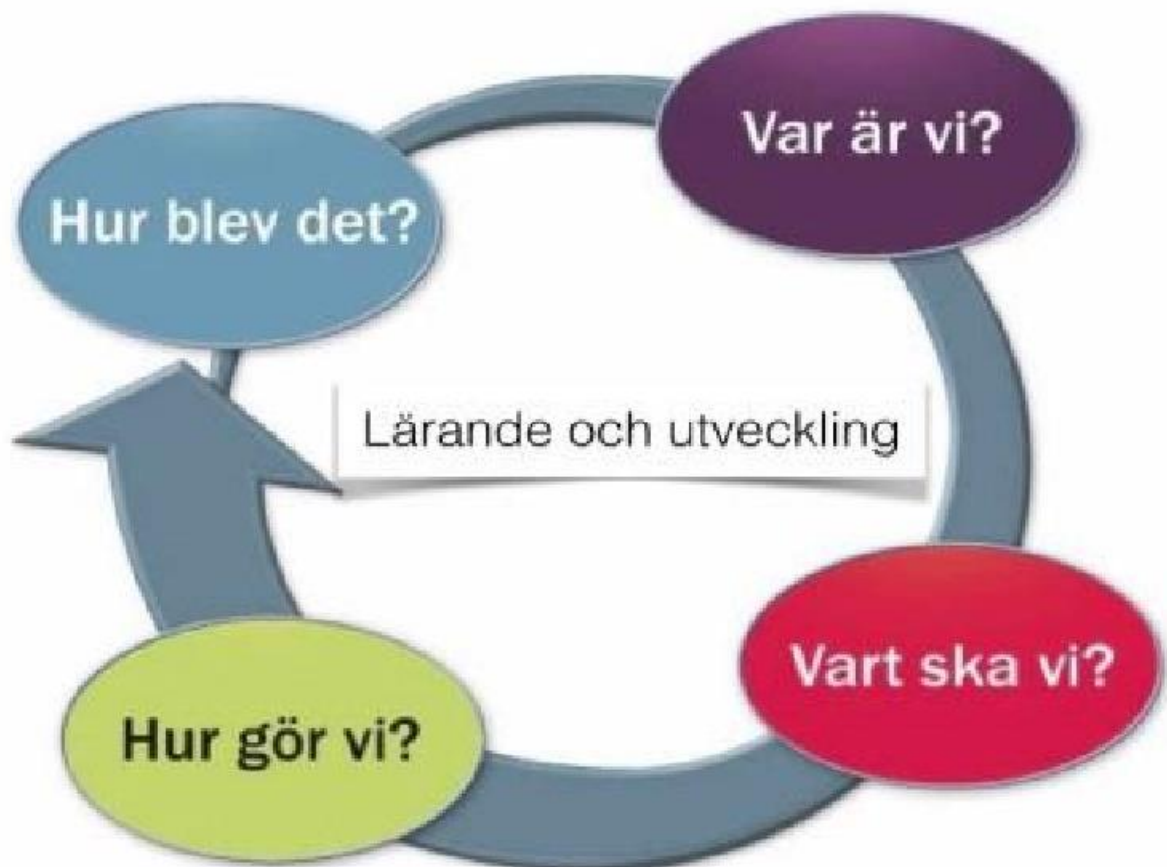 Var är vi?
Hur blev det?
Lärande och utveckling
Vart ska vi?
Hur gör vi?